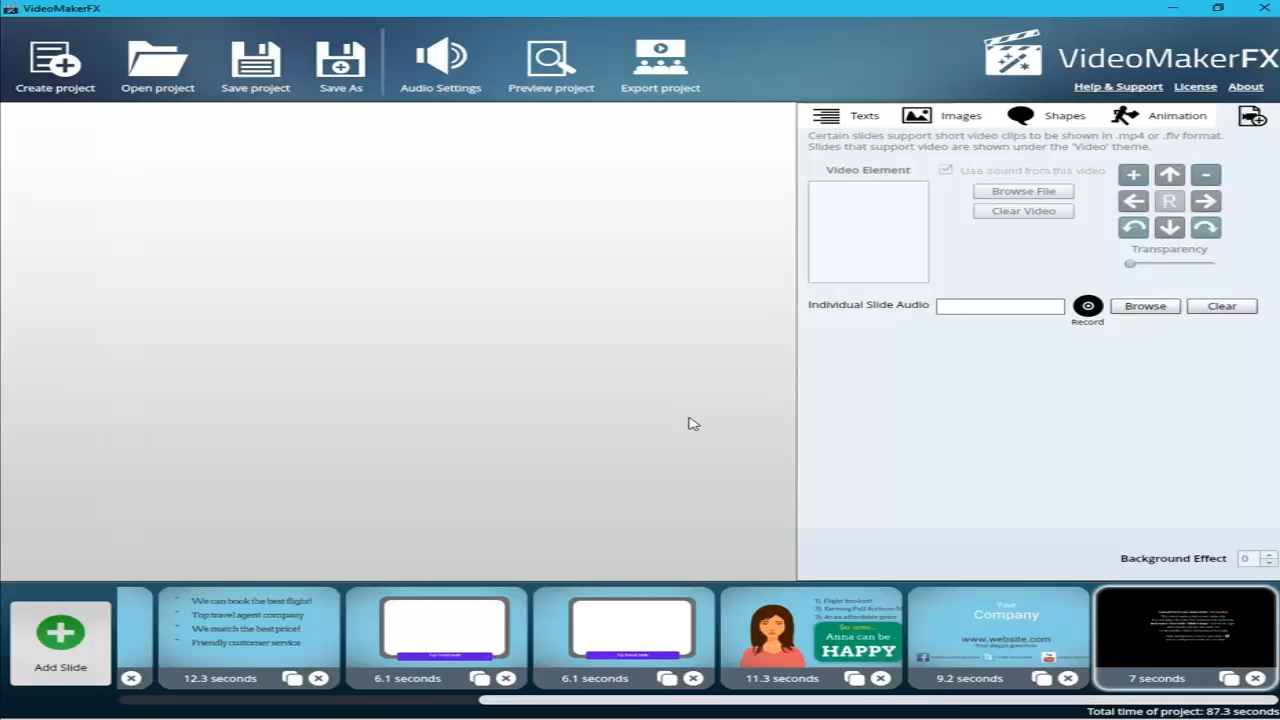 VideoMakerFX
Create project
Open project
Save project
Save As
Audio Settings
Preview project
Export project
VideoMakerFX
Help & Support
License
About
Texts
Images
Shapes
Animation
Certain slides support short video clips to be shown in .mp4 or .flv format.
Slides that support video are shown under the 'Video' theme.
Video Element
Use sound from this video
Browse File
Clear Video
R
Transparency
Individual Slide Audio
Record
Browse
Clear
Background Effect
0
Add Slide
We can book the best flight!
Top travel agent company
We match the best price!
Friendly customer service
12.3 seconds
6.1 seconds
6.1 seconds
1) Flight booked!
So now...
Anna can be
HAPPY
11.3 seconds
Your
Company
www.website.com
9.2 seconds
7 seconds
Total time of project: 87.3 seconds